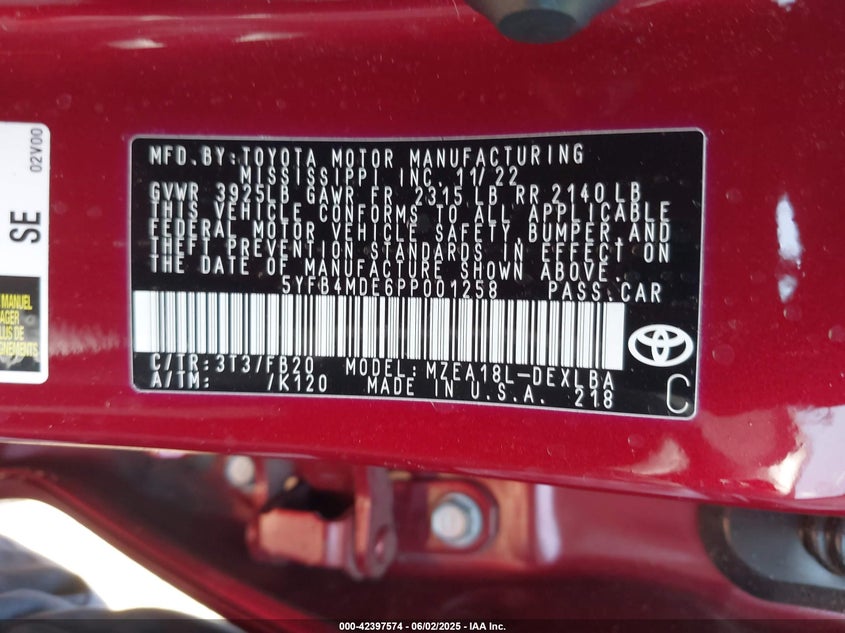 02V00
SE
MANUEL
MFD. BY: TOYOTA MOTOR MANUFACTURING
MISSISSIPPI INC. 11/22
GVWR 3925LB GAWR FR 2315 LB RR 2140 LB
THIS VEHICLE CONFORMS TO ALL APPLICABLE
FEDERAL MOTOR VEHICLE SAFETY, BUMPER AND
THEFT PREVENTION STANDARDS IN EFFECT ON
THE DATE OF MANUFACTURE SHOWN ABOVE.
5YFB4MDE6PP001258 PASS. CAR
C/TR: 3T3/FB20 MODEL: MZEA18L-DEXLBA
A/TM: /K120 MADE IN U.S.A. 218
C
000-42397574 | 06/02/2025 - IAA Inc.